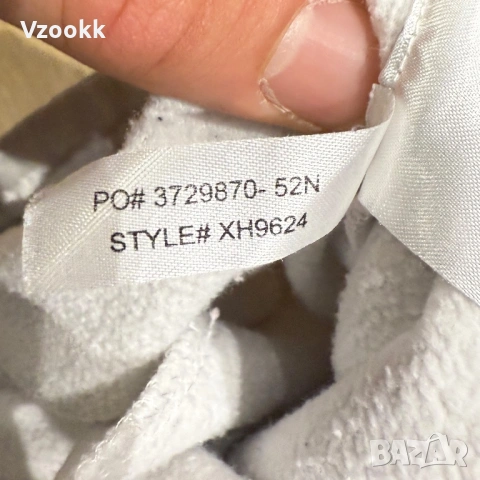 Vzookk
PO# 3729870- 52N
STYLE# XH9624
BAZAR